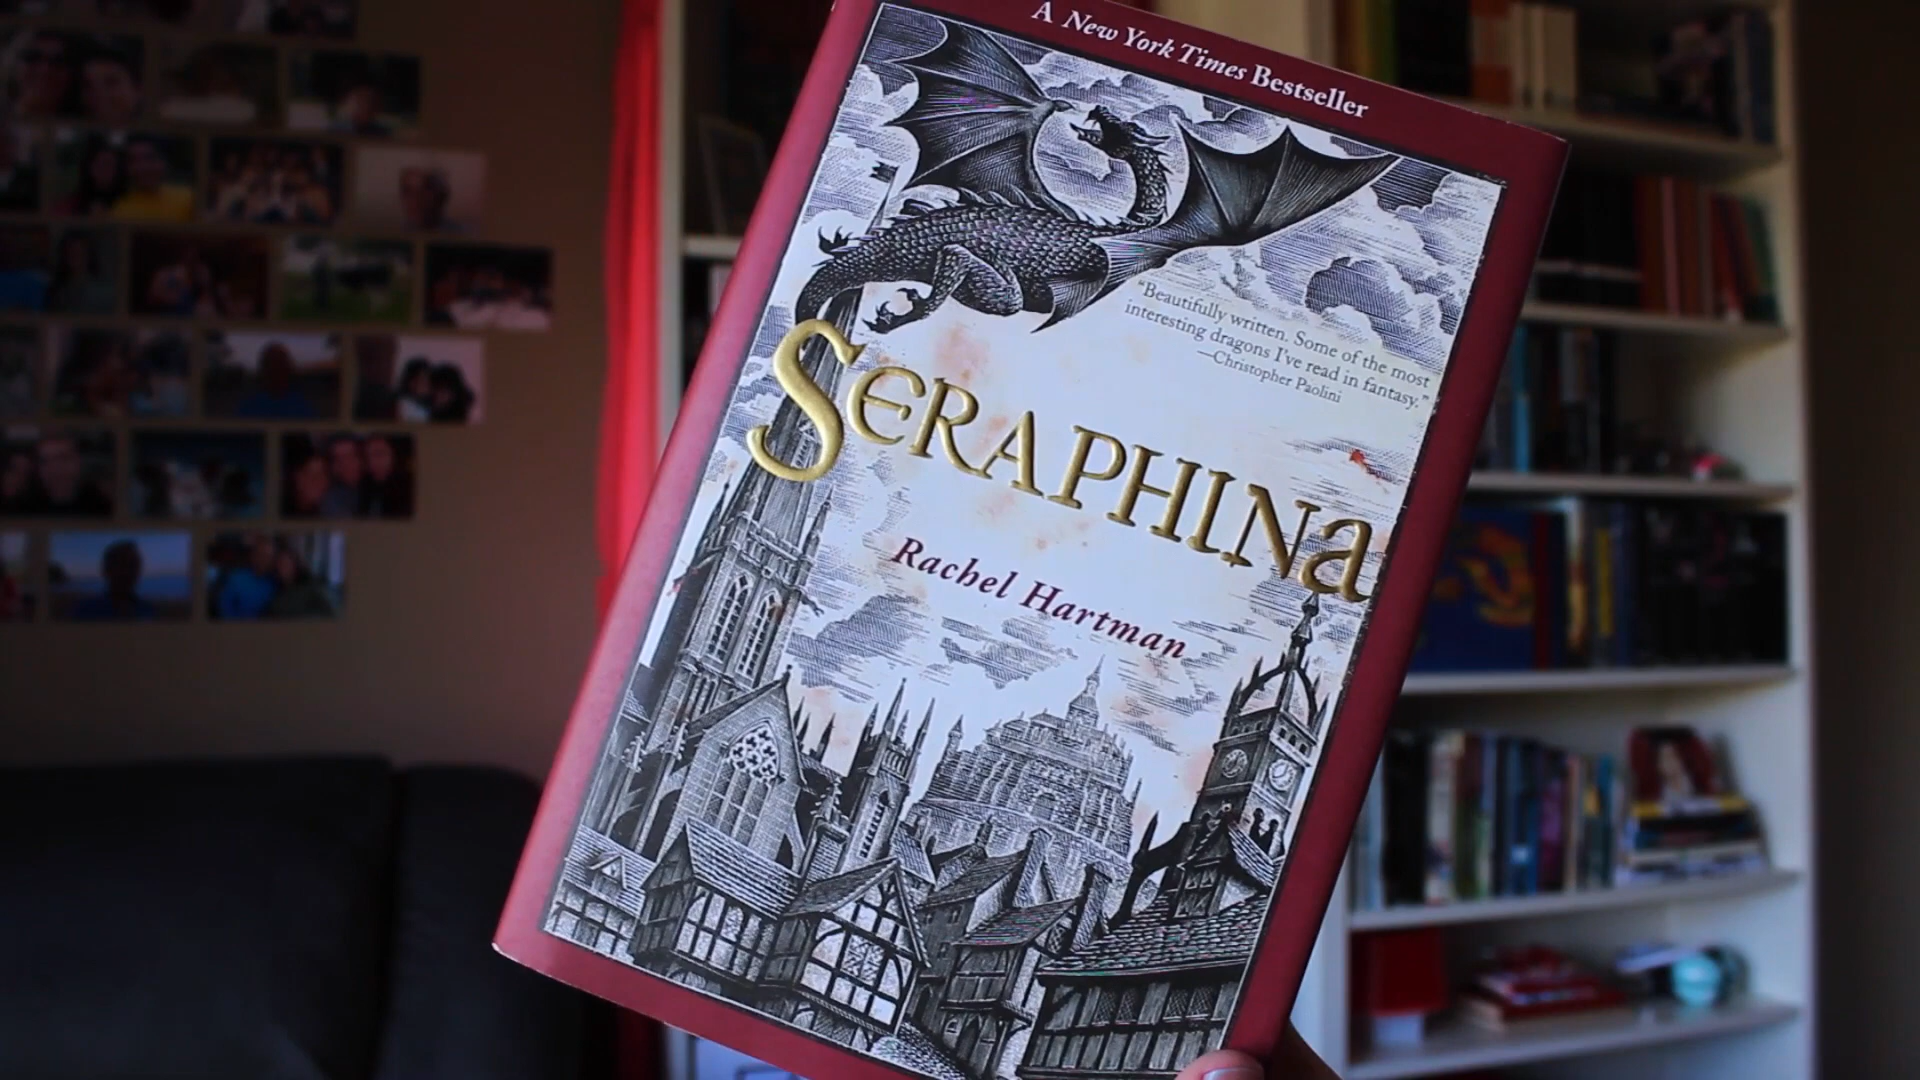 A New York Times Bestseller
"Beautifully written. Some of the most
interesting dragons I've read in fantasy."
—Christopher Paolini
SERAPHINA
Rachel Hartman